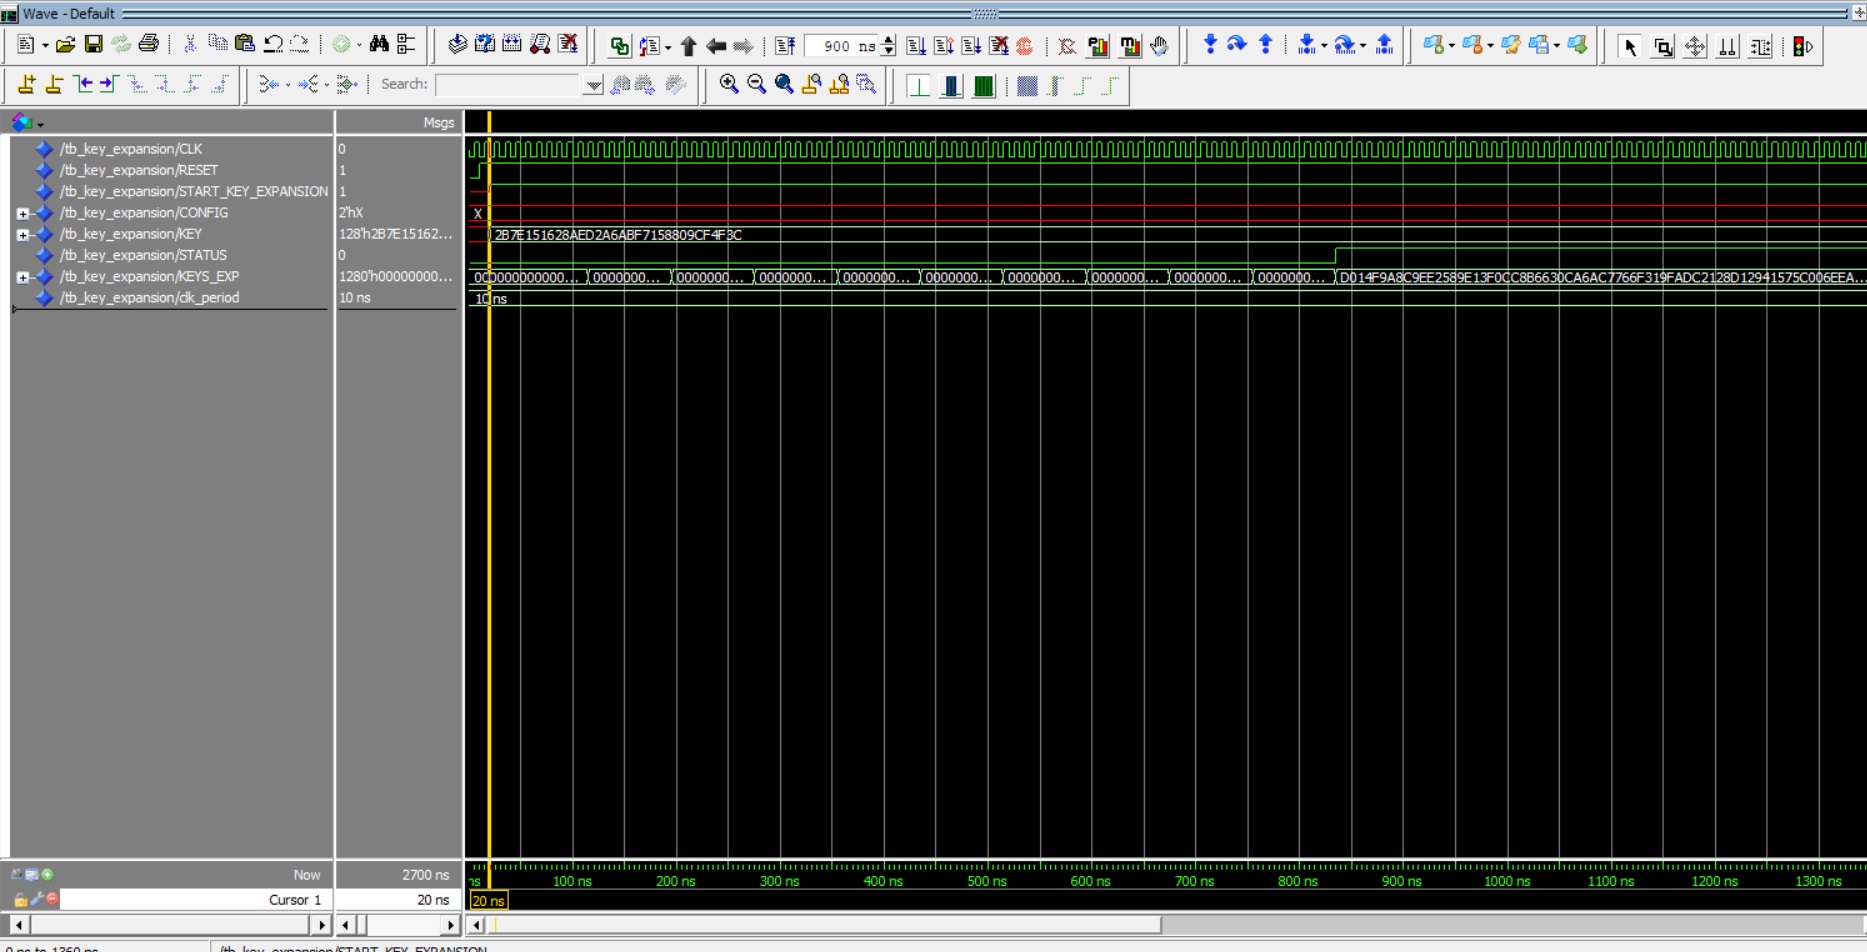 Wave - Default
900 ns
Search:
Msgs
/tb_key_expansion/CLK 0
/tb_key_expansion/RESET 1
/tb_key_expansion/START_KEY_EXPANSION 1
/tb_key_expansion/CONFIG 2'hX X
/tb_key_expansion/KEY 128'h2B7E15162... 2B7E151628AED2A6ABF7158809CF4F3C
/tb_key_expansion/STATUS 0
/tb_key_expansion/KEYS_EXP 1280'h00000000... 000000000000... 0000000... 0000000... 0000000... 0000000... 0000000... 0000000... 0000000... 0000000... 0000000... D014F9A8C9EE2589E13F0CC8B6630CA6AC7766F319FADC2128D12941575C006EEA...
/tb_key_expansion/clk_period 10 ns 10 ns
Now 2700 ns ns 100 ns 200 ns 300 ns 400 ns 500 ns 600 ns 700 ns 800 ns 900 ns 1000 ns 1100 ns 1200 ns 1300 ns
Cursor 1 20 ns 20 ns
0 ns to 1360 ns /tb_key_expansion/START_KEY_EXPANSION